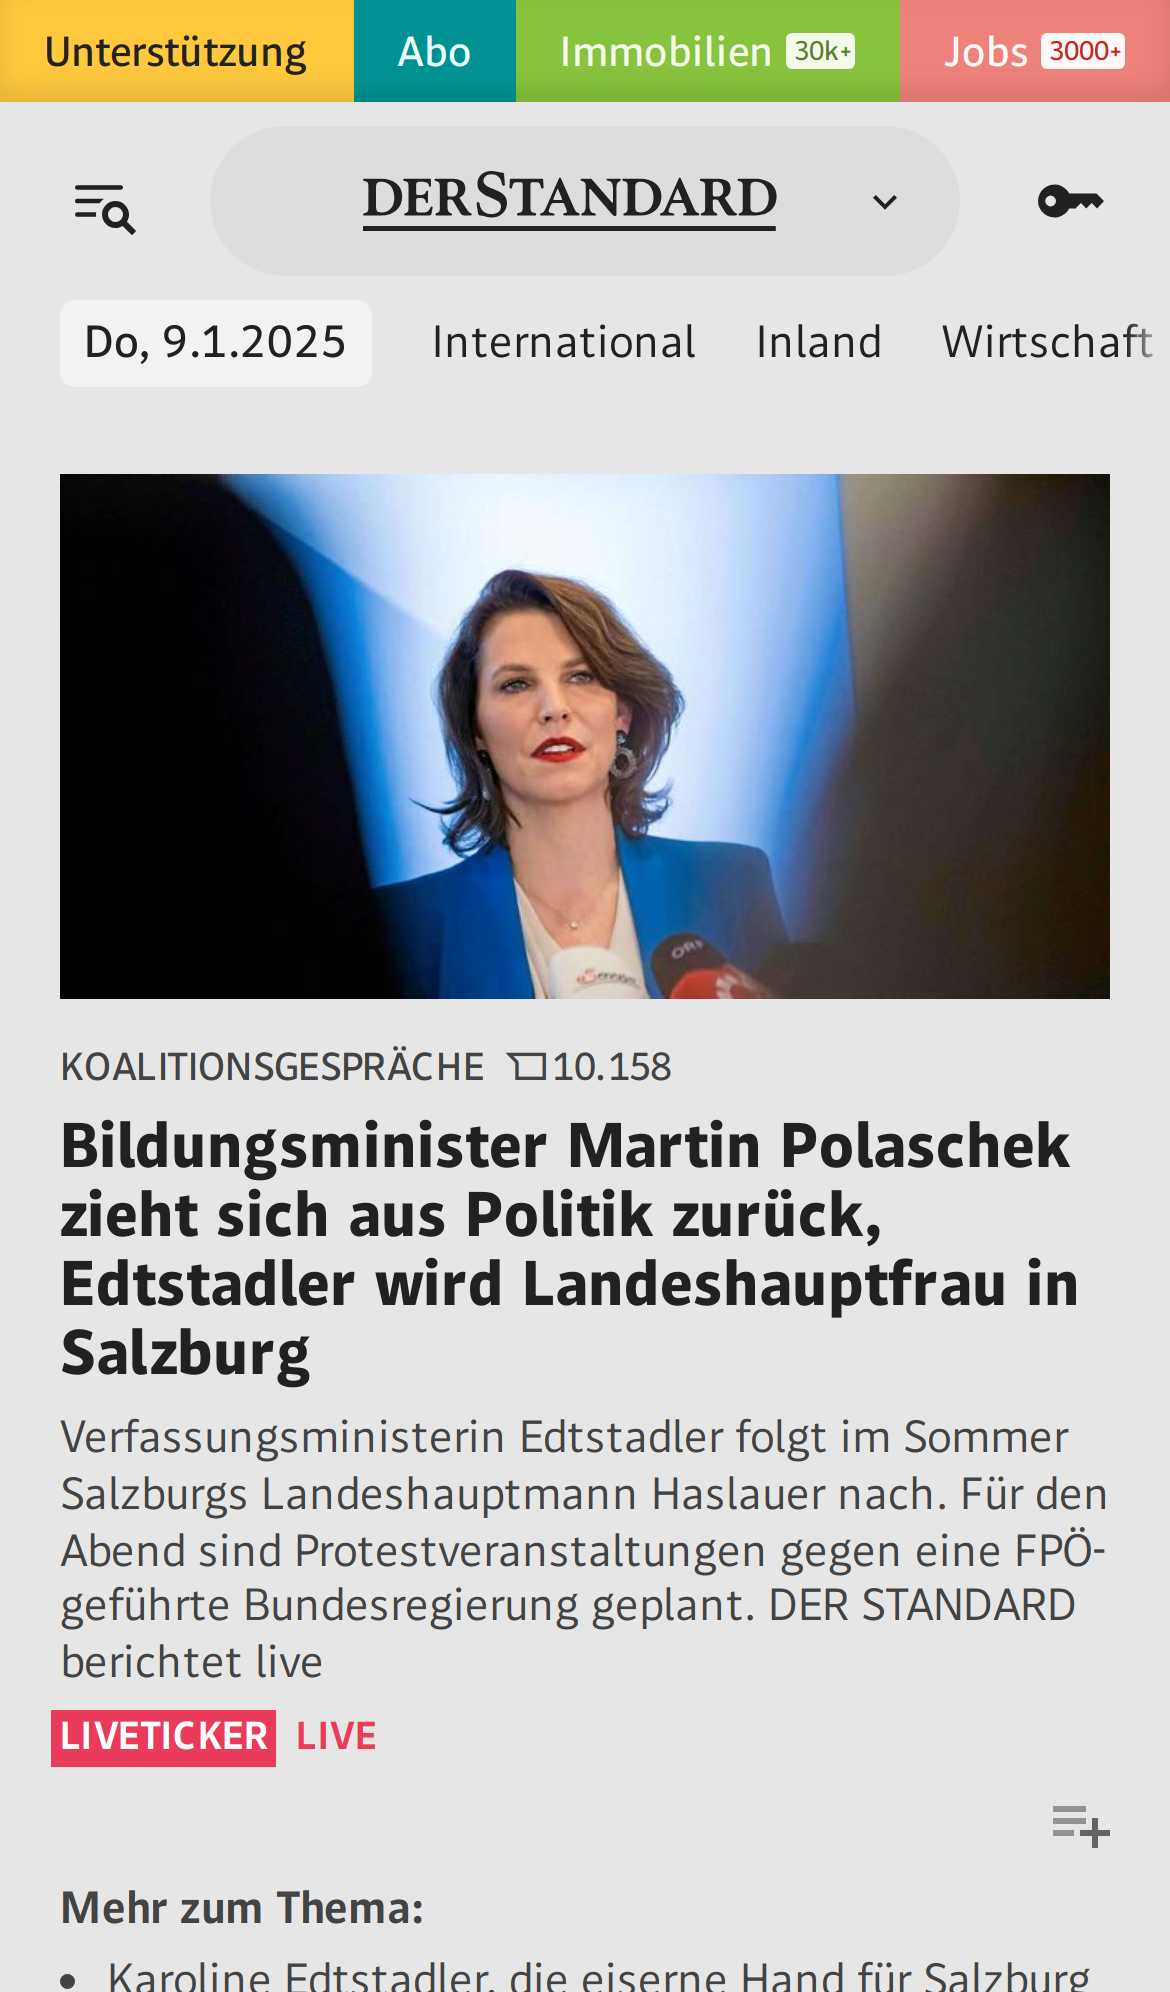 Unterstützung Abo Immobilien 30k+ Jobs 3000+
DERSTANDARD
Do, 9.1.2025 International Inland Wirtschaft
ORF
KOALITIONSGESPRÄCHE 10.158
Bildungsminister Martin Polaschek
zieht sich aus Politik zurück,
Edtstadler wird Landeshauptfrau in
Salzburg
Verfassungsministerin Edtstadler folgt im Sommer
Salzburgs Landeshauptmann Haslauer nach. Für den
Abend sind Protestveranstaltungen gegen eine FPÖ-
geführte Bundesregierung geplant. DER STANDARD
berichtet live
LIVETICKER LIVE
Mehr zum Thema:
• Karoline Edtstadler, die eiserne Hand für Salzburg